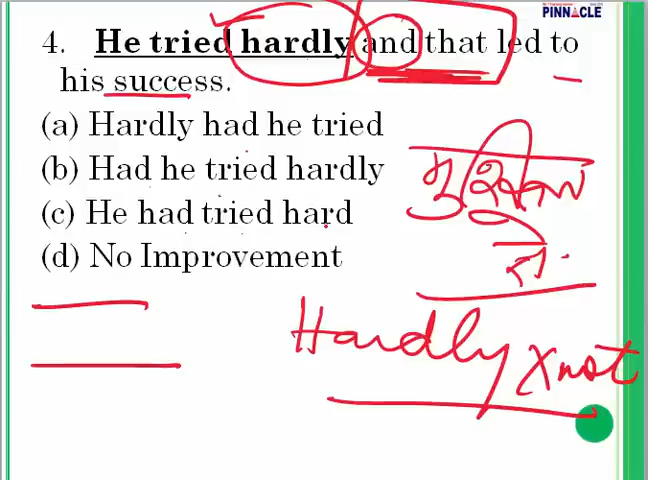 PINNACLE
4. He tried hardly and that led to
his success.
(a) Hardly had he tried
(b) Had he tried hardly
(c) He had tried hard
(d) No Improvement
मुश्किल
से
Hardly x not